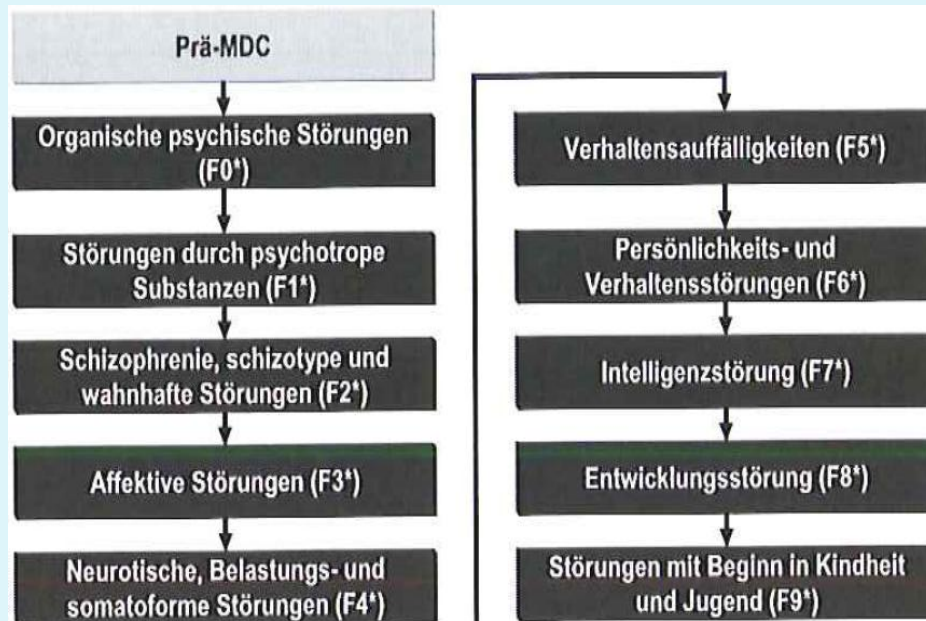 Prä-MDC
Organische psychische Störungen
(F0*)
Störungen durch psychotrope
Substanzen (F1*)
Schizophrenie, schizotype und
wahnhafte Störungen (F2*)
Affektive Störungen (F3*)
Neurotische, Belastungs- und
somatoforme Störungen (F4*)
Verhaltensauffälligkeiten (F5*)
Persönlichkeits- und
Verhaltensstörungen (F6*)
Intelligenzstörung (F7*)
Entwicklungsstörung (F8*)
Störungen mit Beginn in Kindheit
und Jugend (F9*)